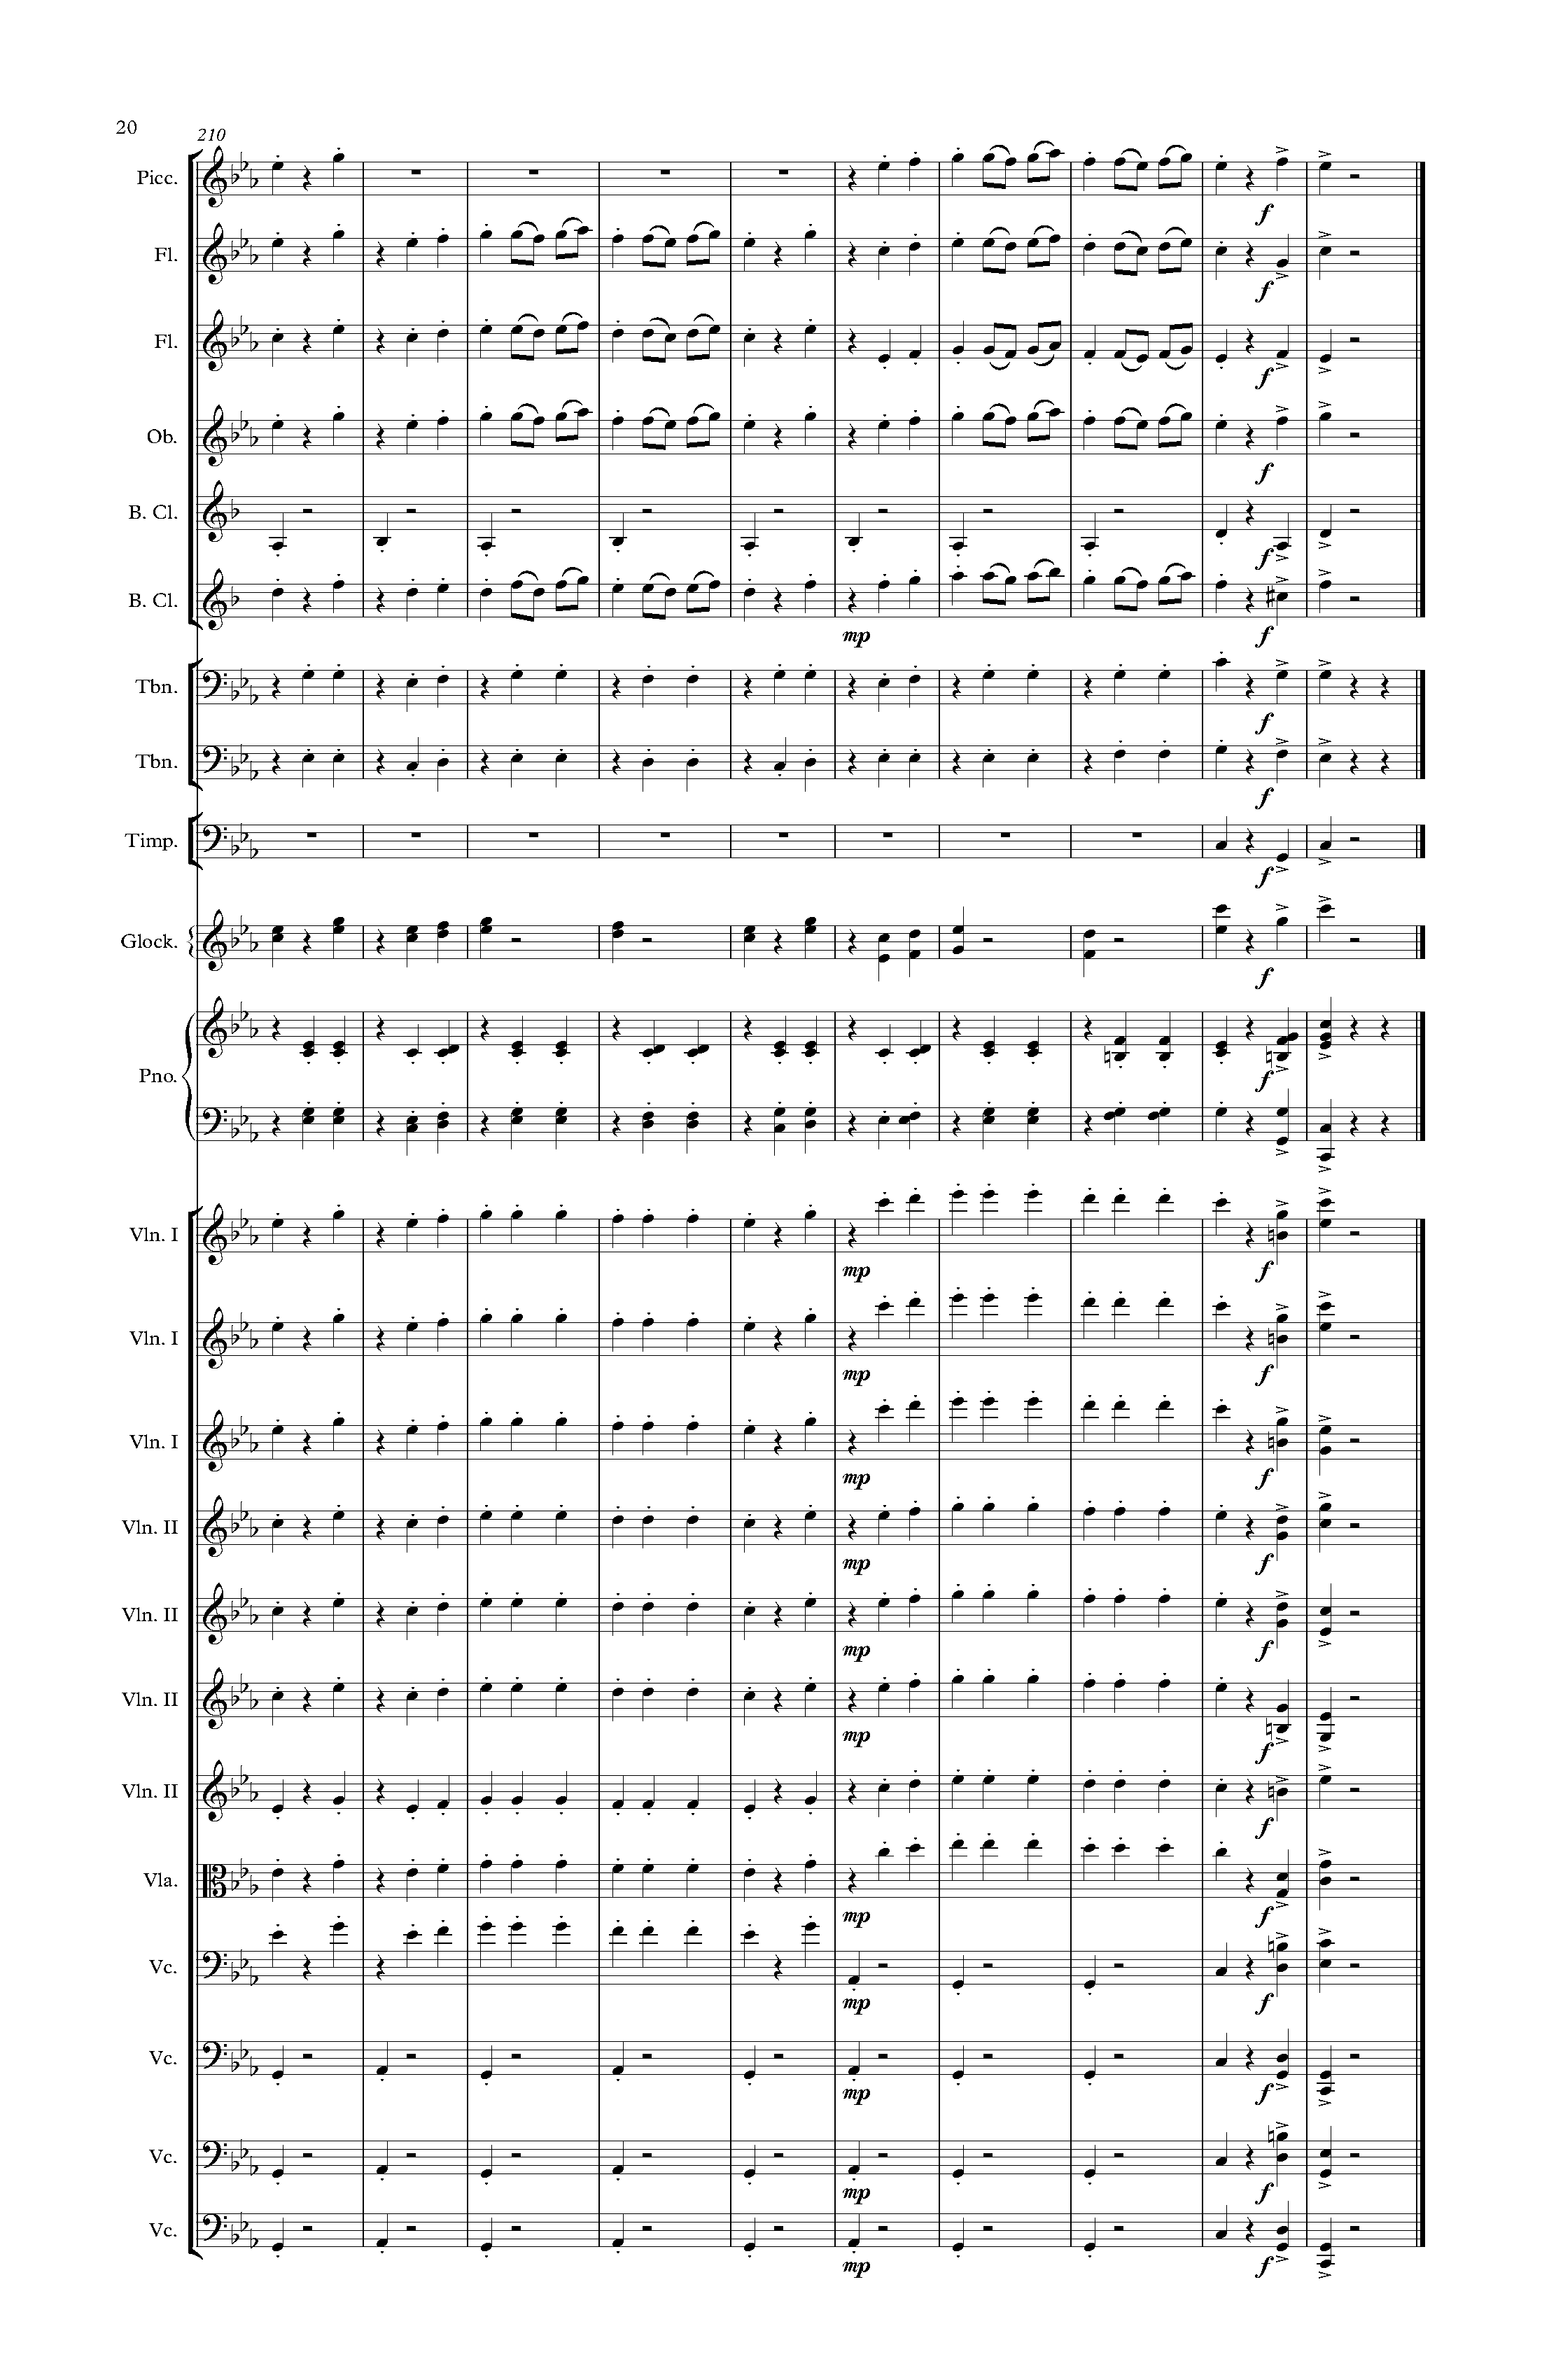 20
210
Picc.
f
Fl.
f
Fl.
f
Ob.
f
B. Cl.
f
B. Cl.
mp
f
Tbn.
f
Tbn.
f
Timp.
f
Glock.
f
Pno.
f
Vln. I
mp
f
Vln. I
mp
f
Vln. I
mp
f
Vln. II
mp
f
Vln. II
mp
f
Vln. II
mp
f
Vln. II
f
Vla.
mp
f
Vc.
mp
f
Vc.
mp
f
Vc.
mp
f
Vc.
mp
f